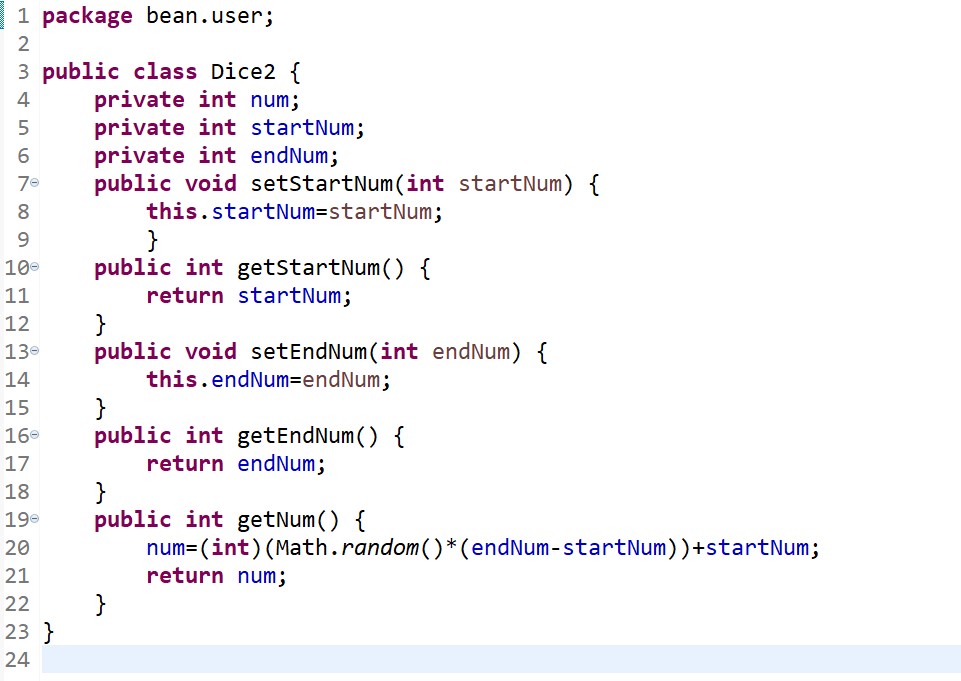 1 package bean.user;
2
3 public class Dice2 {
4     private int num;
5     private int startNum;
6     private int endNum;
7     public void setStartNum(int startNum) {
8         this.startNum=startNum;
9         }
10     public int getStartNum() {
11         return startNum;
12     }
13     public void setEndNum(int endNum) {
14         this.endNum=endNum;
15     }
16     public int getEndNum() {
17         return endNum;
18     }
19     public int getNum() {
20         num=(int)(Math.random()*(endNum-startNum))+startNum;
21         return num;
22     }
23 }
24